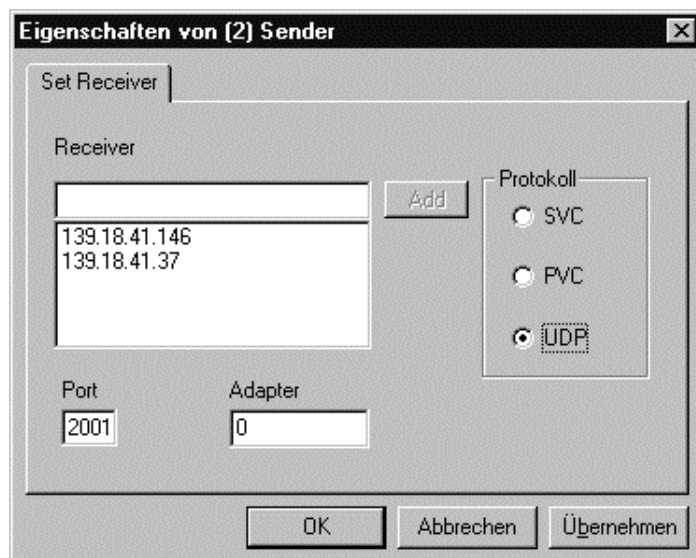 Eigenschaften von (2) Sender
Set Receiver
Receiver
Add
Protokoll
139.18.41.146
139.18.41.37
SVC
PVC
UDP
Port
Adapter
2001
0
OK
Abbrechen
Übernehmen